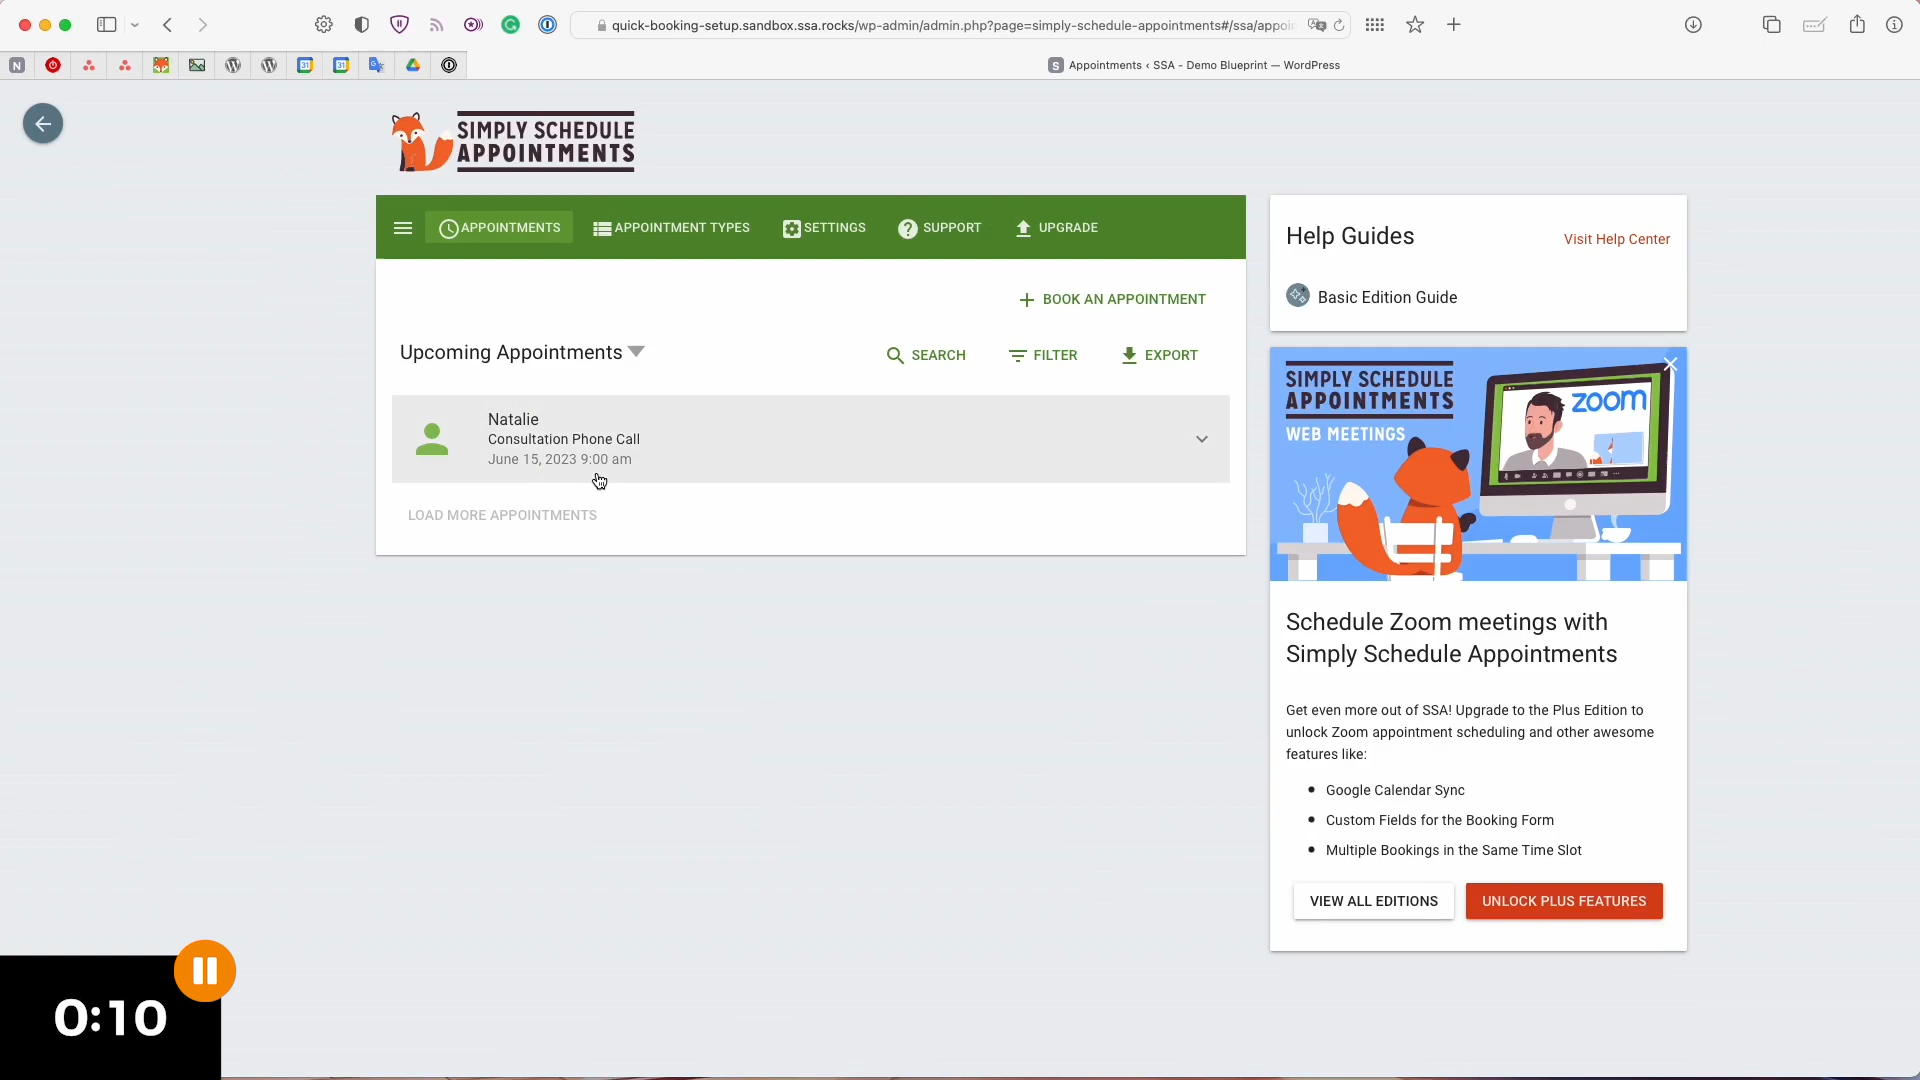 quick-booking-setup.sandbox.ssa.rocks/wp-admin/admin.php?page=simply-schedule-appointments#/ssa/appoi
Appointments ‹ SSA - Demo Blueprint — WordPress
SIMPLY SCHEDULE
APPOINTMENTS
APPOINTMENTS
APPOINTMENT TYPES
SETTINGS
SUPPORT
UPGRADE
BOOK AN APPOINTMENT
Upcoming Appointments
SEARCH
FILTER
EXPORT
Natalie
Consultation Phone Call
June 15, 2023 9:00 am
LOAD MORE APPOINTMENTS
Help Guides
Visit Help Center
Basic Edition Guide
SIMPLY SCHEDULE
APPOINTMENTS
WEB MEETINGS
zoom
Schedule Zoom meetings with
Simply Schedule Appointments
Get even more out of SSA! Upgrade to the Plus Edition to
unlock Zoom appointment scheduling and other awesome
features like:
Google Calendar Sync
Custom Fields for the Booking Form
Multiple Bookings in the Same Time Slot
VIEW ALL EDITIONS
UNLOCK PLUS FEATURES
0:10